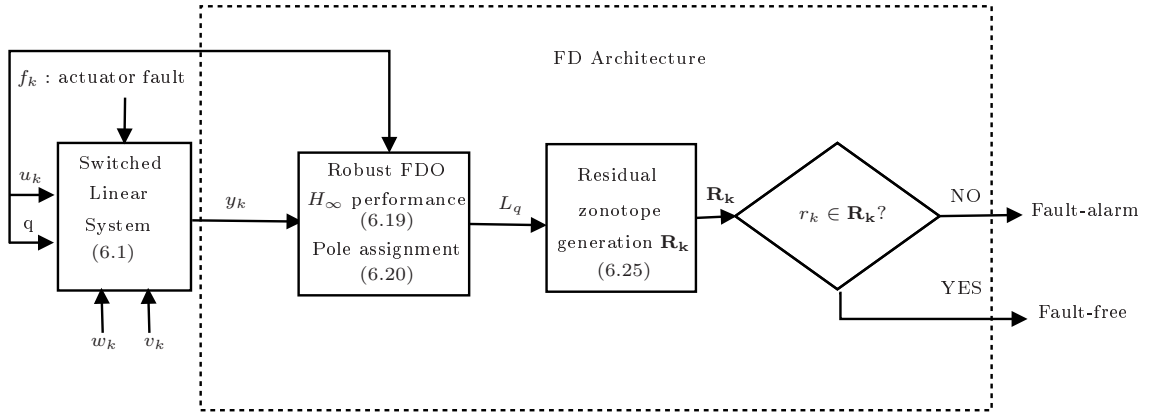 FD Architecture
f_k : actuator fault
Switched
Linear
System
(6.1)
u_k
q
w_k
v_k
y_k
Robust FDO
H_∞ performance
(6.19)
Pole assignment
(6.20)
L_q
Residual
zonotope
generation R_k
(6.25)
R_k
r_k ∈ R_k?
NO
Fault-alarm
YES
Fault-free